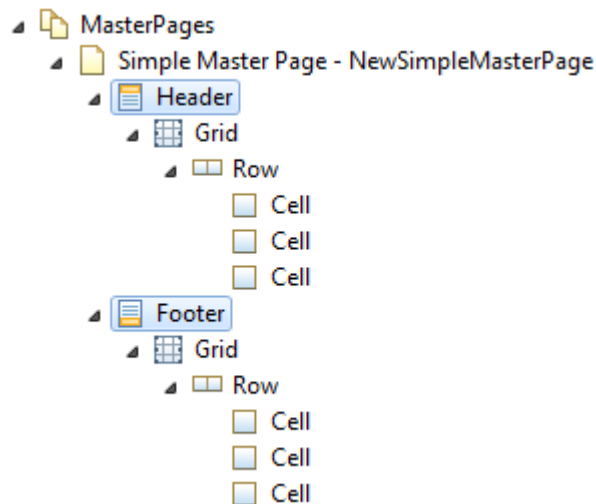 MasterPages
Simple Master Page - NewSimpleMasterPage
Header
Grid
Row
Cell
Cell
Cell
Footer
Grid
Row
Cell
Cell
Cell